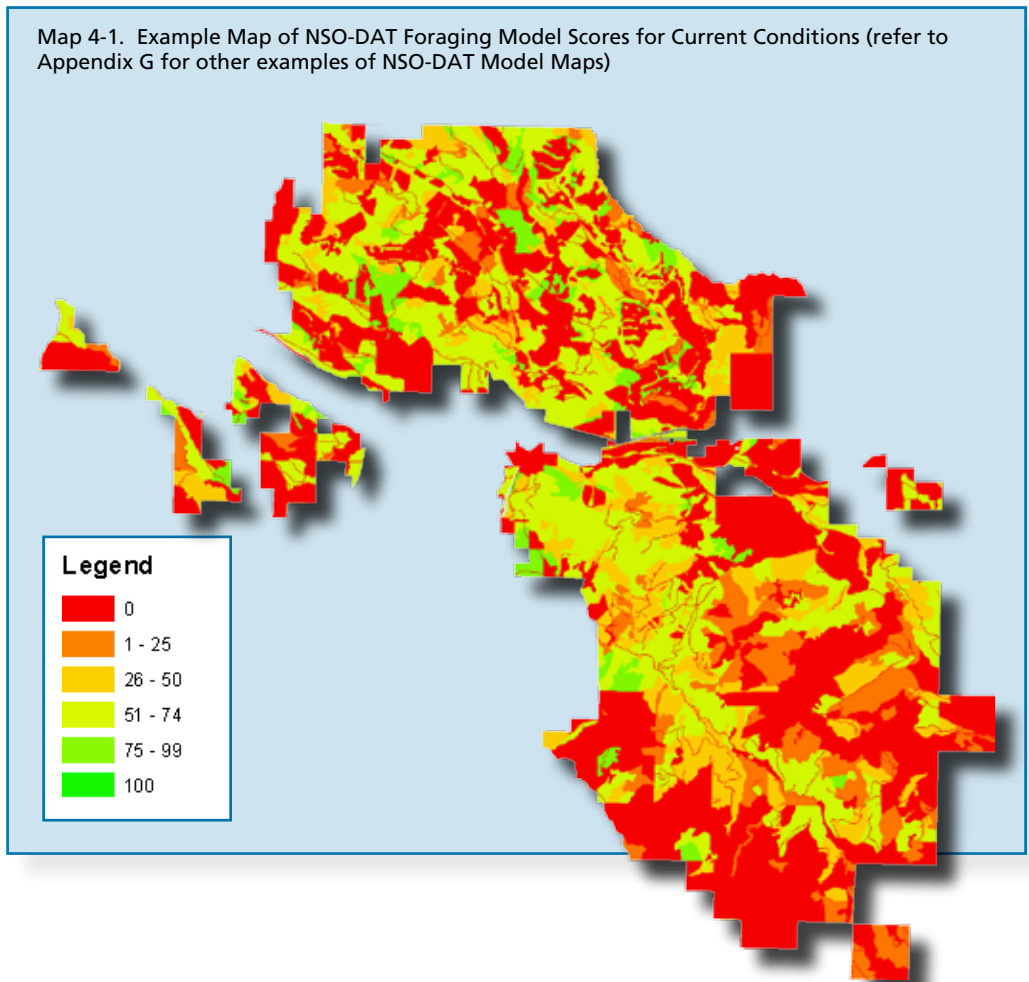 Map 4-1. Example Map of NSO-DAT Foraging Model Scores for Current Conditions (refer to
Appendix G for other examples of NSO-DAT Model Maps)
Legend
0
1 - 25
26 - 50
51 - 74
75 - 99
100